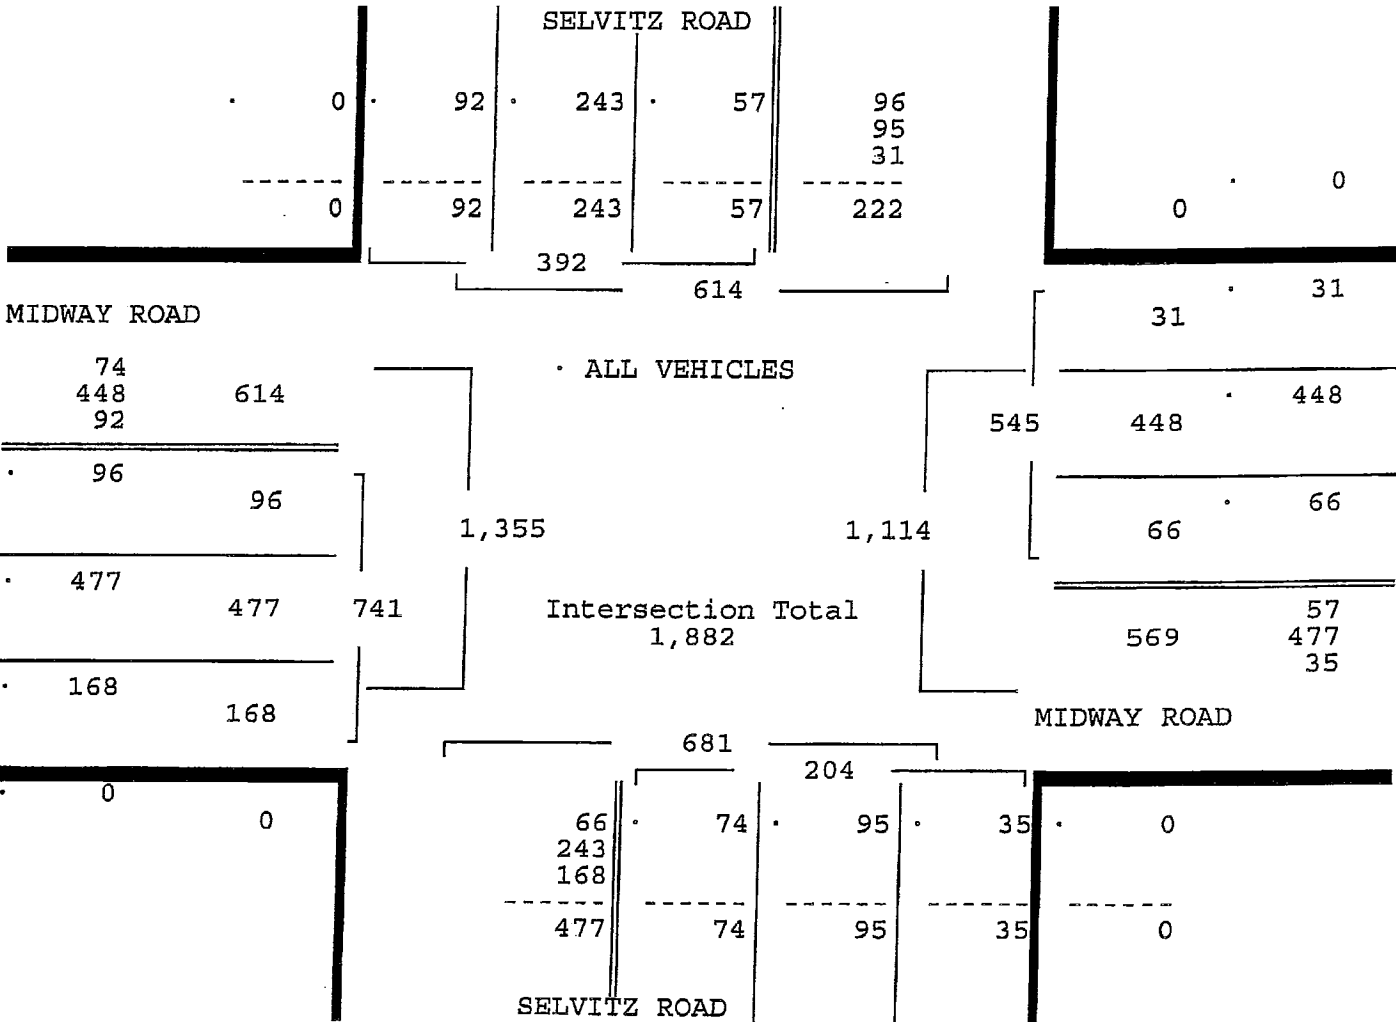 SELVITZ ROAD
0 92 243 57 96
95
31
0
0 92 243 57 222 0
392
614 31
MIDWAY ROAD 31
74 ALL VEHICLES
448 614 448
92 545 448
96
96 66
1,355 1,114 66
477
477 741 Intersection Total 57
1,882 569 477
35
168
168 MIDWAY ROAD
681
204
0
0 66 74 95 35 0
243
168
477 74 95 35 0
SELVITZ ROAD